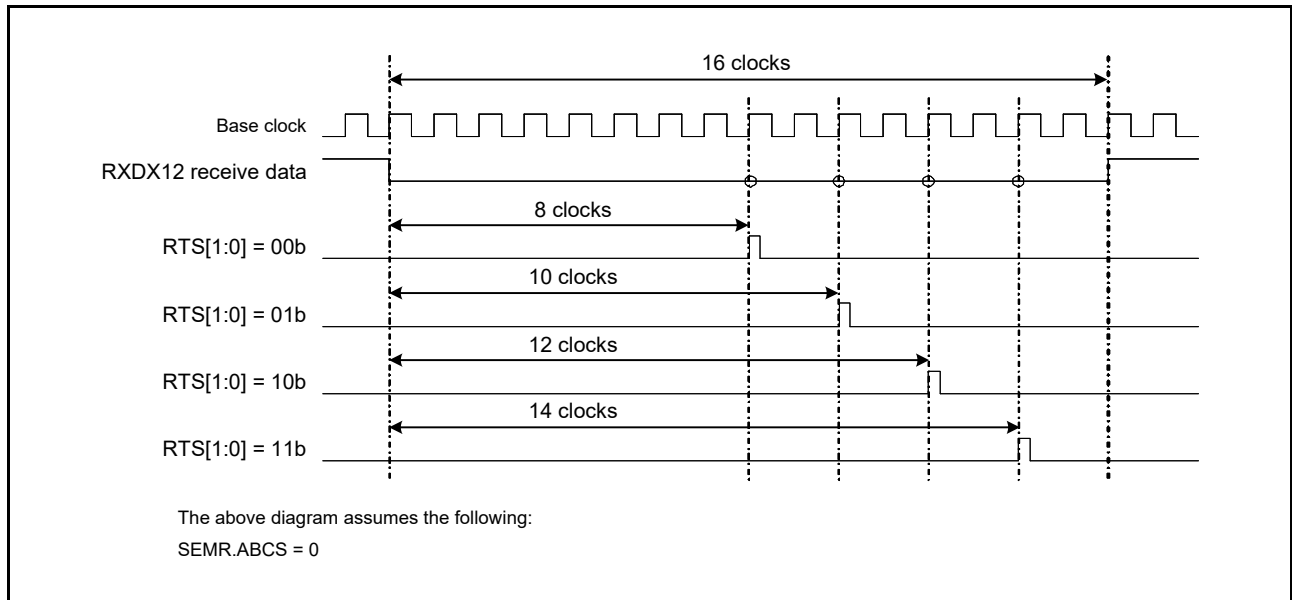 16 clocks
Base clock
RXDX12 receive data
8 clocks
RTS[1:0] = 00b
10 clocks
RTS[1:0] = 01b
12 clocks
RTS[1:0] = 10b
14 clocks
RTS[1:0] = 11b
The above diagram assumes the following:
SEMR.ABCS = 0